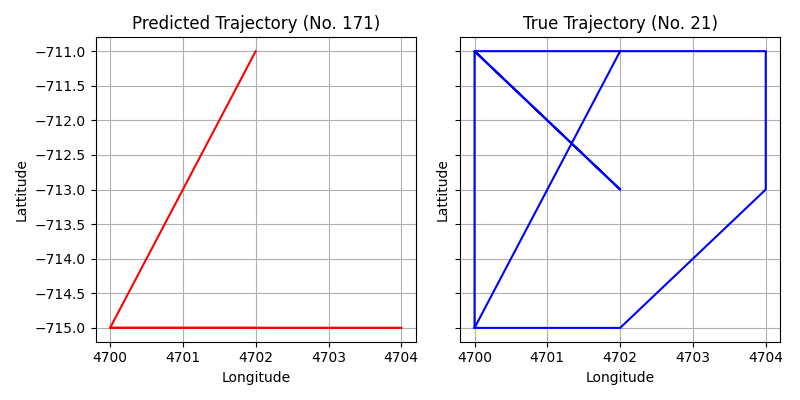 Predicted Trajectory (No. 171)
True Trajectory (No. 21)
−711.0
−711.5
−712.0
−712.5
−713.0
−713.5
−714.0
−714.5
−715.0
Lattitude
Lattitude
4700 4701 4702 4703 4704
4700 4701 4702 4703 4704
Longitude
Longitude